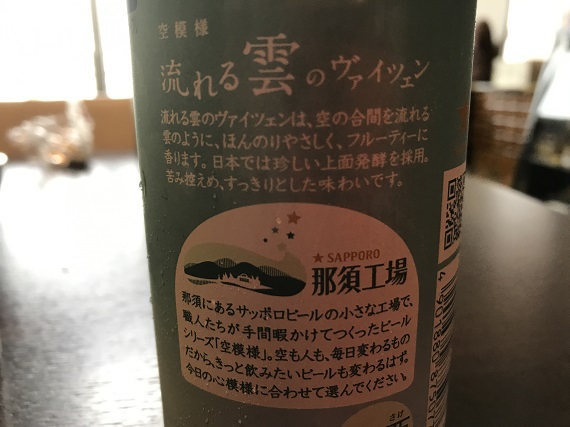 空模様
流れる雲のヴァイツェン
流れる雲のヴァイツェンは、空の合間を流れる
雲のように、ほんのりやさしく、フルーティーに
香ります。日本では珍しい上面発酵を採用。
苦み控えめ、すっきりとした味わいです。
★ SAPPORO
那須工場
那須にあるサッポロビールの小さな工場で、
職人たちが手間暇かけてつくったビール
シリーズ「空模様」。空も人も、毎日変わるもの
だから、きっと飲みたいビールも変わるはず。
今日の心模様に合わせて選んでください。
さけ